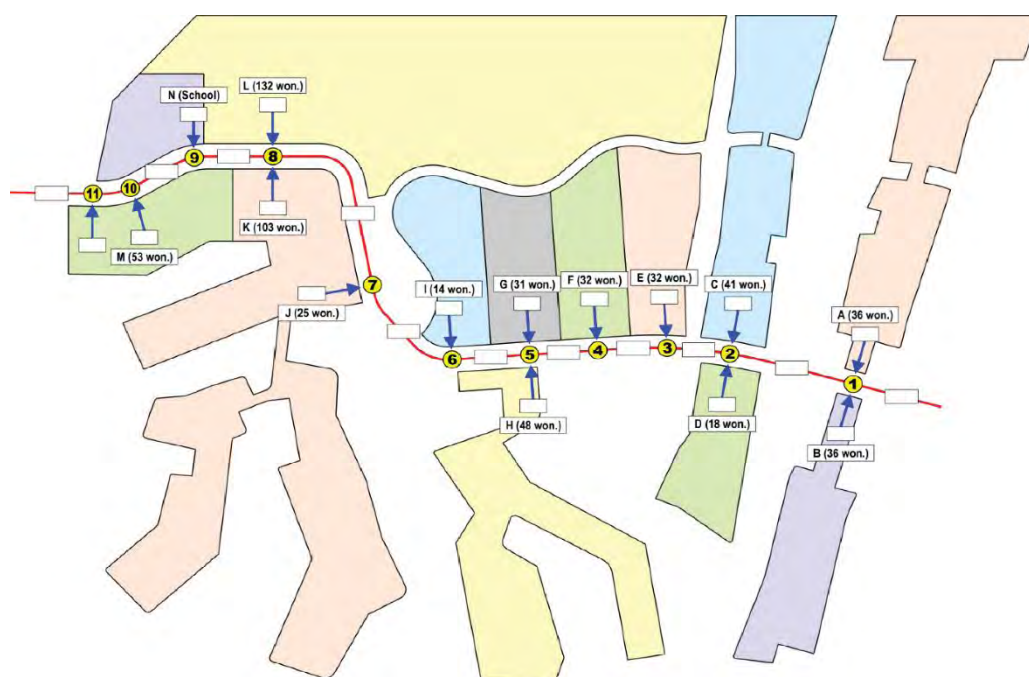 L (132 won.)
N (School)
9
8
11
10
K (103 won.)
M (53 won.)
7
J (25 won.)
I (14 won.)
G (31 won.)
F (32 won.)
E (32 won.)
C (41 won.)
A (36 won.)
6
5
4
3
2
1
H (48 won.)
D (18 won.)
B (36 won.)